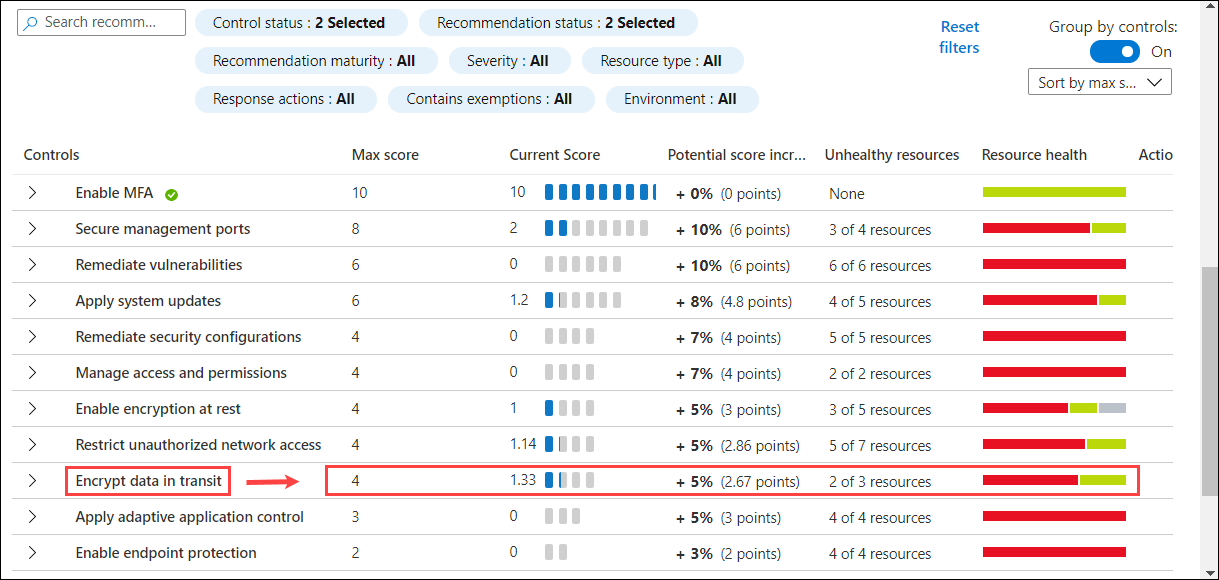 Search recomm...
Control status : 2 Selected
Recommendation status : 2 Selected
Reset filters
Group by controls:
On
Recommendation maturity : All
Severity : All
Resource type : All
Sort by max s...
Response actions : All
Contains exemptions : All
Environment : All
Controls Max score Current Score Potential score incr... Unhealthy resources Resource health Actio
Enable MFA 10 10 + 0% (0 points) None
Secure management ports 8 2 + 10% (6 points) 3 of 4 resources
Remediate vulnerabilities 6 0 + 10% (6 points) 6 of 6 resources
Apply system updates 6 1.2 + 8% (4.8 points) 4 of 5 resources
Remediate security configurations 4 0 + 7% (4 points) 5 of 5 resources
Manage access and permissions 4 0 + 7% (4 points) 2 of 2 resources
Enable encryption at rest 4 1 + 5% (3 points) 3 of 5 resources
Restrict unauthorized network access 4 1.14 + 5% (2.86 points) 5 of 7 resources
Encrypt data in transit 4 1.33 + 5% (2.67 points) 2 of 3 resources
Apply adaptive application control 3 0 + 5% (3 points) 4 of 4 resources
Enable endpoint protection 2 0 + 3% (2 points) 4 of 4 resources